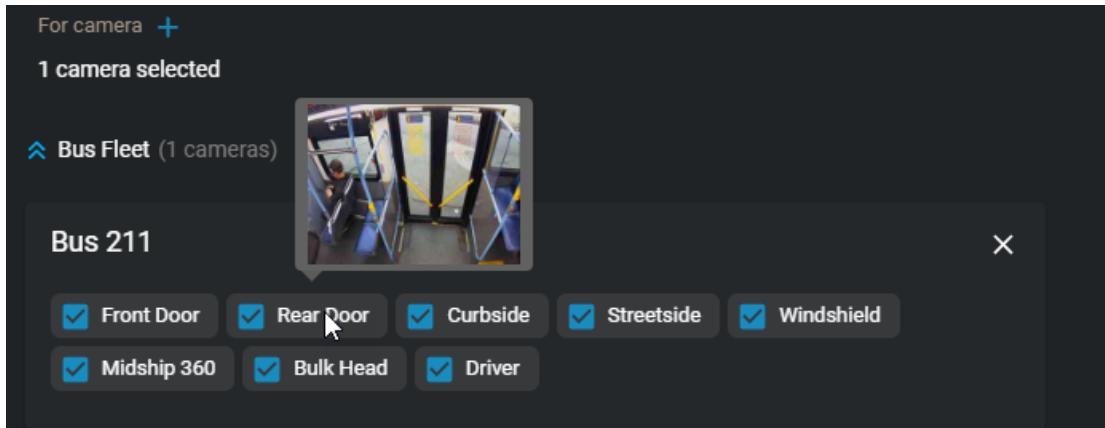 For camera +
1 camera selected
Bus Fleet (1 cameras)
Bus 211
Front Door Rear Door Curbside Streetside Windshield
Midship 360 Bulk Head Driver